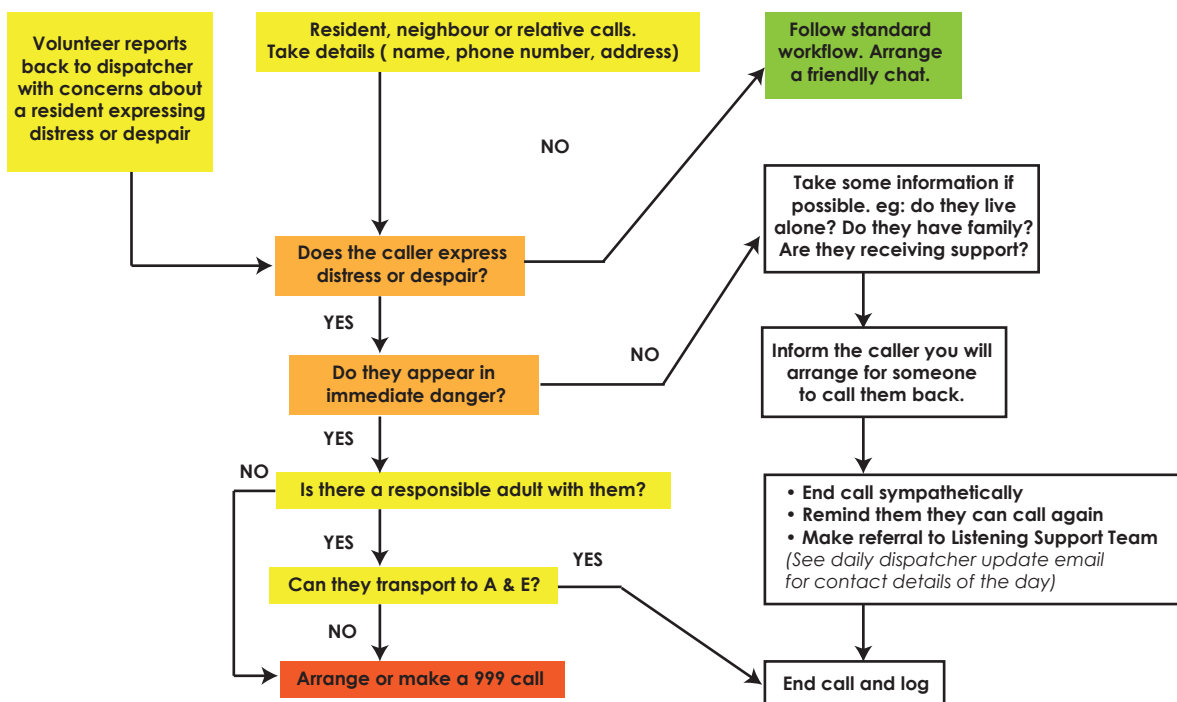 Volunteer reports
back to dispatcher
with concerns about
a resident expressing
distress or despair
Resident, neighbour or relative calls.
Take details ( name, phone number, address)
Follow standard
workflow. Arrange
a friendlly chat.
NO
Does the caller express
distress or despair?
Take some information if
possible. eg: do they live
alone? Do they have family?
Are they receiving support?
YES
NO
Do they appear in
immediate danger?
Inform the caller you will
arrange for someone
to call them back.
YES
NO
Is there a responsible adult with them?
• End call sympathetically
• Remind them they can call again
• Make referral to Listening Support Team
(See daily dispatcher update email
for contact details of the day)
YES
YES
Can they transport to A & E?
NO
Arrange or make a 999 call
End call and log